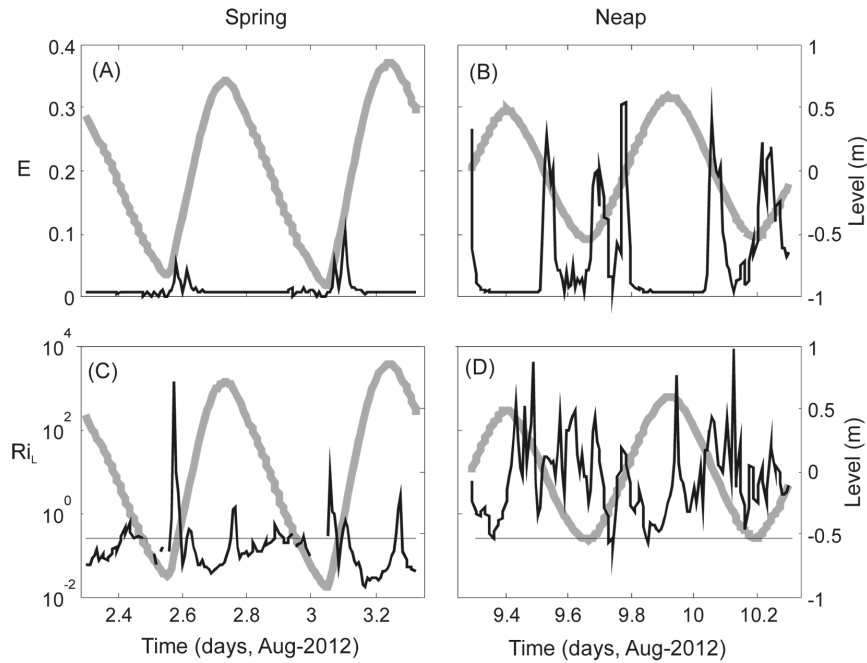 Spring Neap
0.4 1
(A) (B)
0.3 0.5
E 0.2 0 Level (m)
0.1 -0.5
0 -1
10^4 1
(C) (D)
10^2 0.5
Ri_L 0 Level (m)
10^0 -0.5
10^-2 -1
2.4 2.6 2.8 3 3.2 9.4 9.6 9.8 10 10.2
Time (days, Aug-2012) Time (days, Aug-2012)